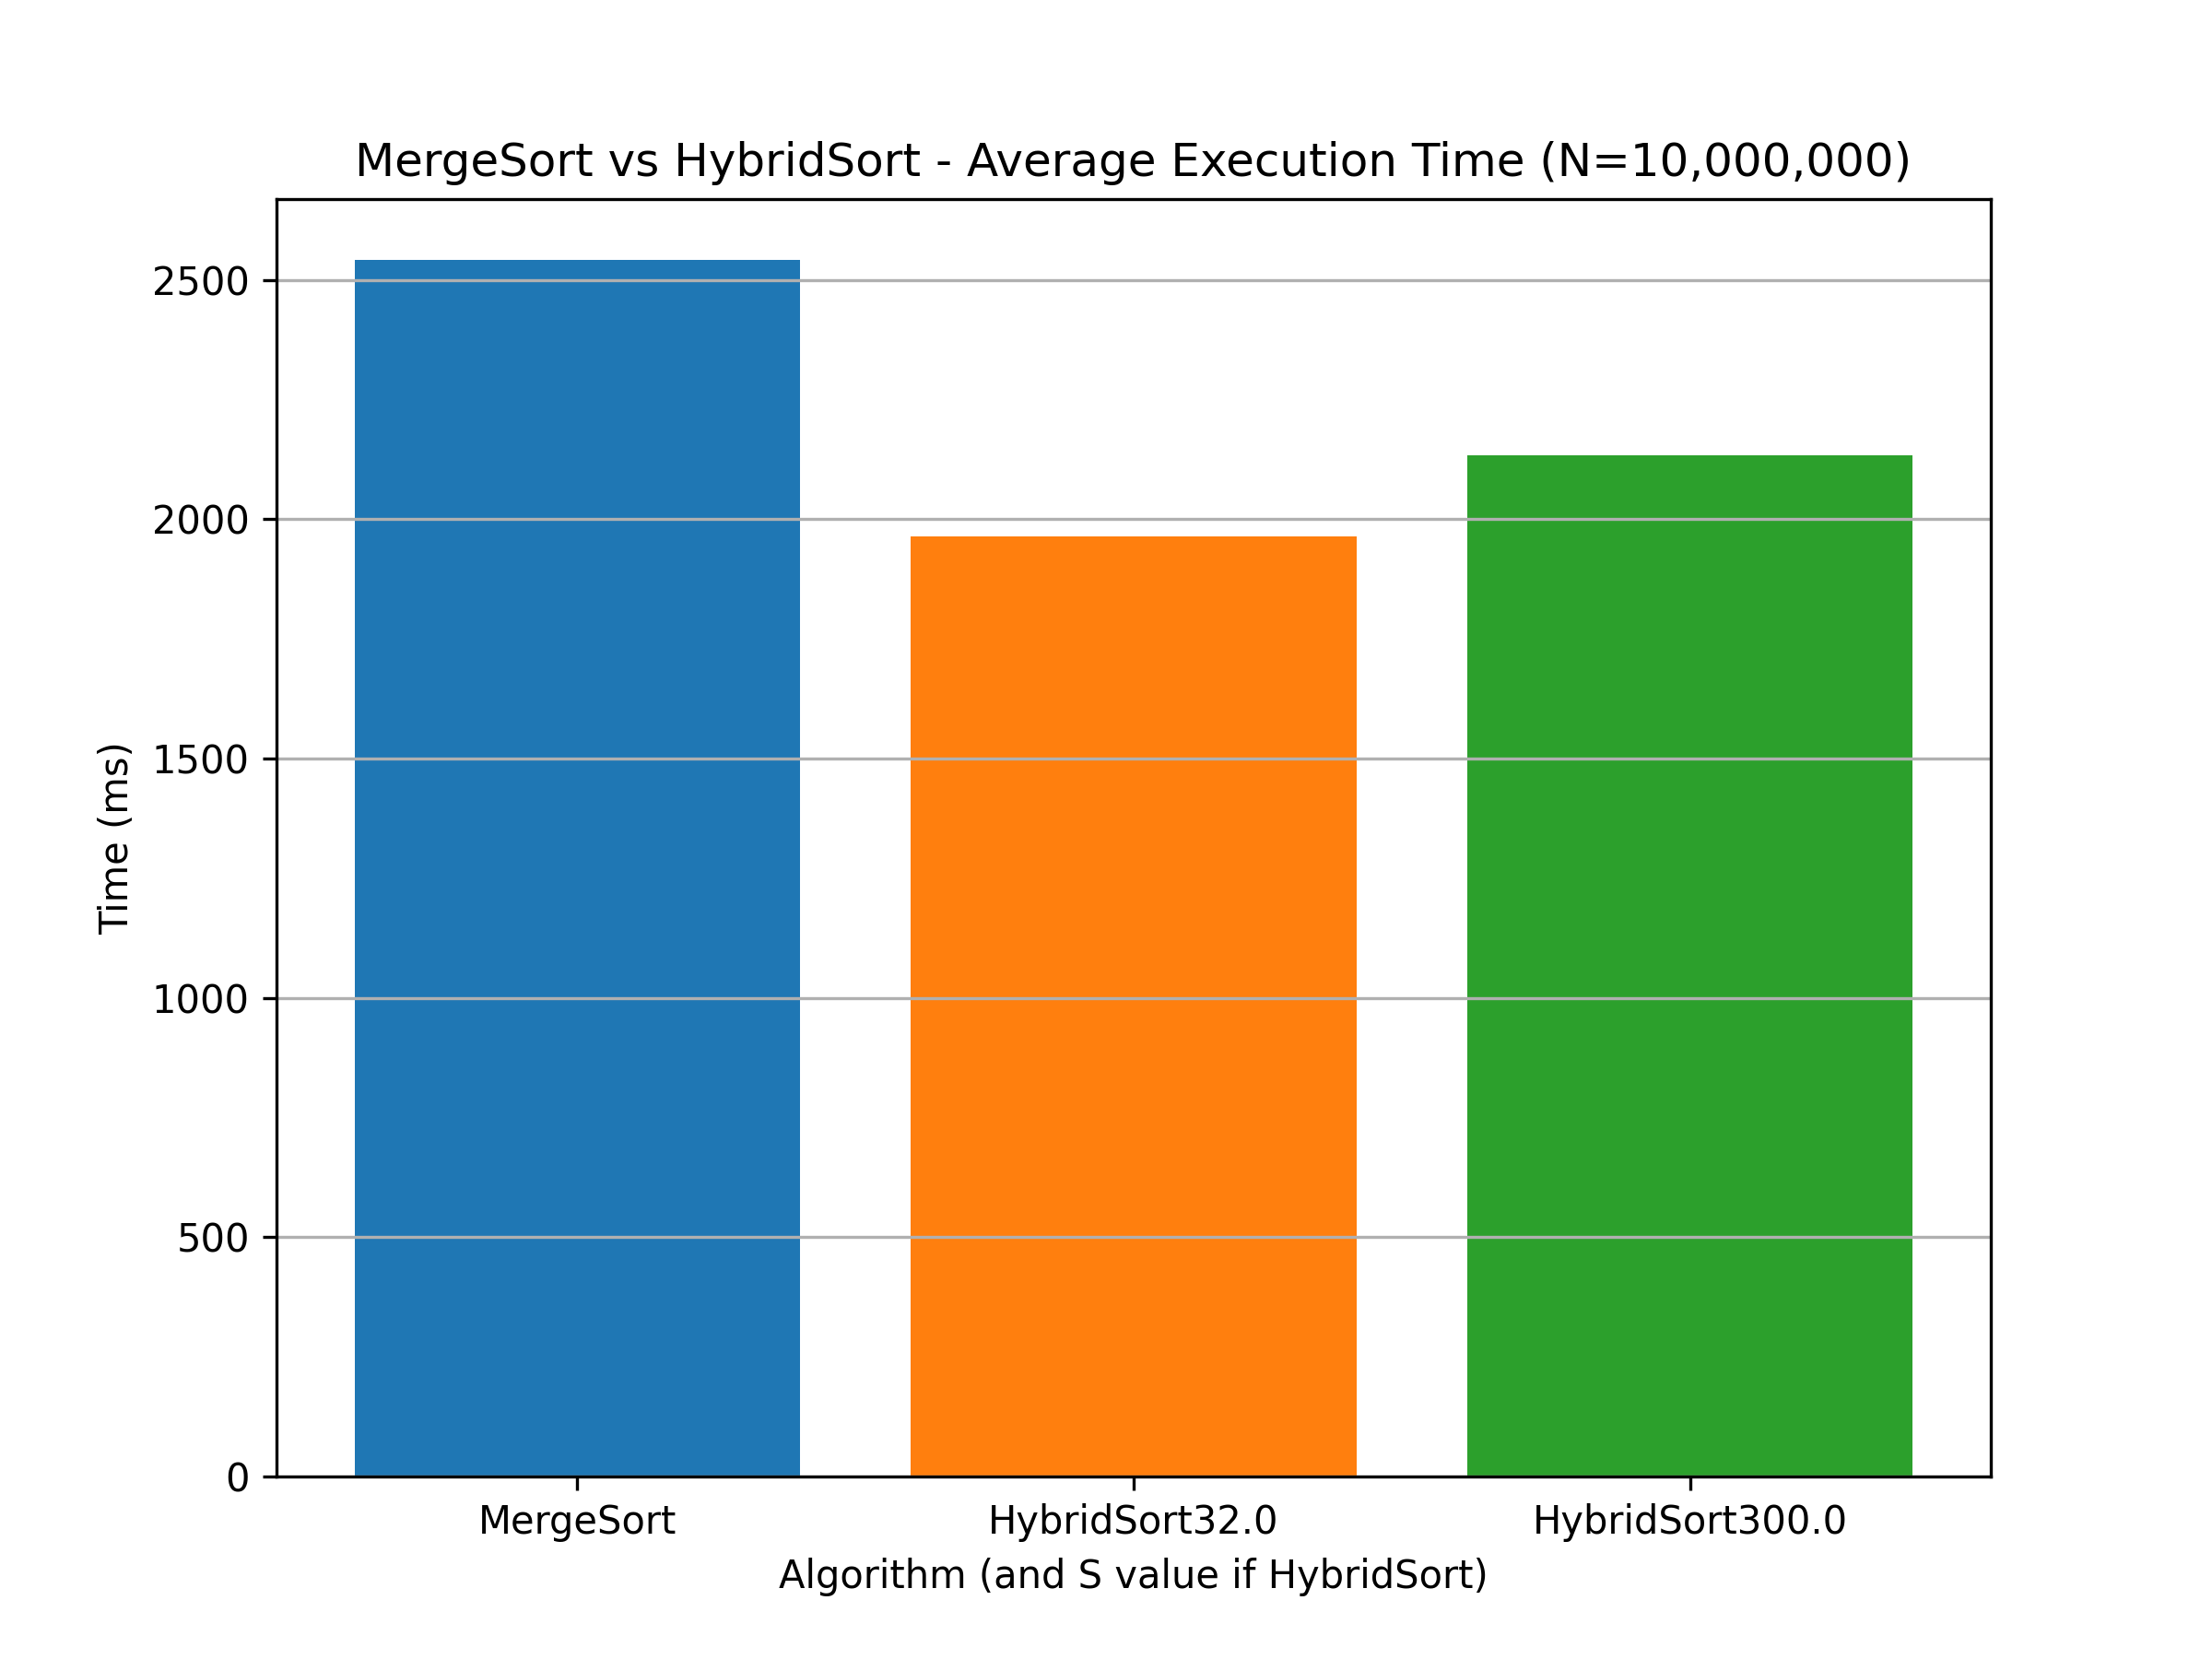 MergeSort vs HybridSort - Average Execution Time (N=10,000,000)
2500
2000
1500
1000
500
0
Time (ms)
MergeSort
HybridSort32.0
HybridSort300.0
Algorithm (and S value if HybridSort)